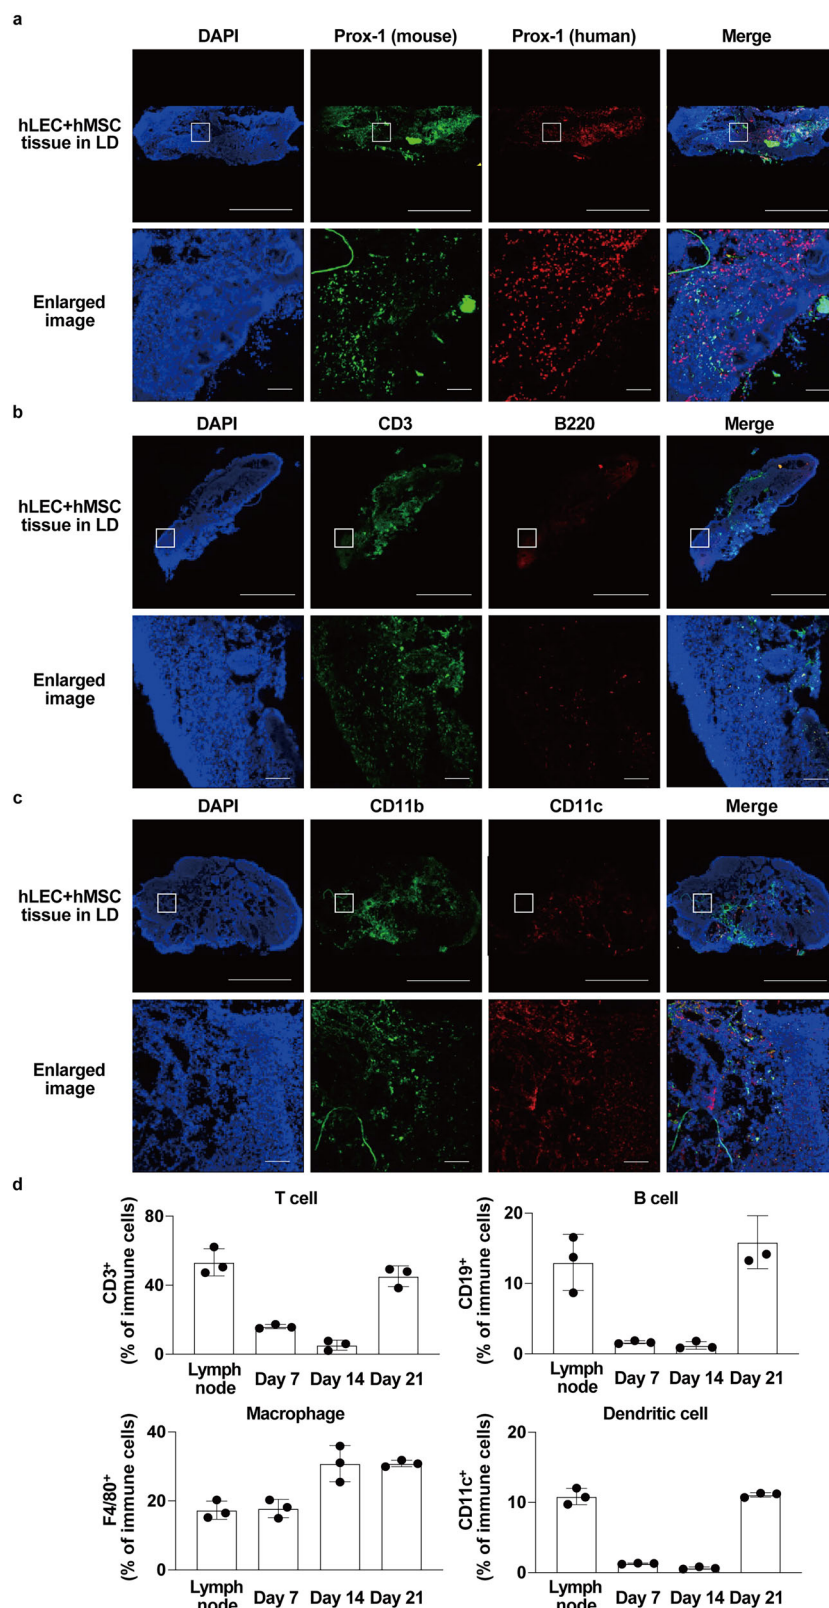 a
DAPI Prox-1 (mouse) Prox-1 (human) Merge
hLEC+hMSC
tissue in LD
Enlarged
image
b
DAPI CD3 B220 Merge
hLEC+hMSC
tissue in LD
Enlarged
image
c
DAPI CD11b CD11c Merge
hLEC+hMSC
tissue in LD
Enlarged
image
d
T cell
CD3⁺
(% of immune cells)
80
40
0
Lymph
node
Day 7 Day 14 Day 21
B cell
CD19⁺
(% of immune cells)
20
10
0
Lymph
node
Day 7 Day 14 Day 21
Macrophage
F4/80⁺
(% of immune cells)
40
20
0
Lymph
node
Day 7 Day 14 Day 21
Dendritic cell
CD11c⁺
(% of immune cells)
20
10
0
Lymph
node
Day 7 Day 14 Day 21